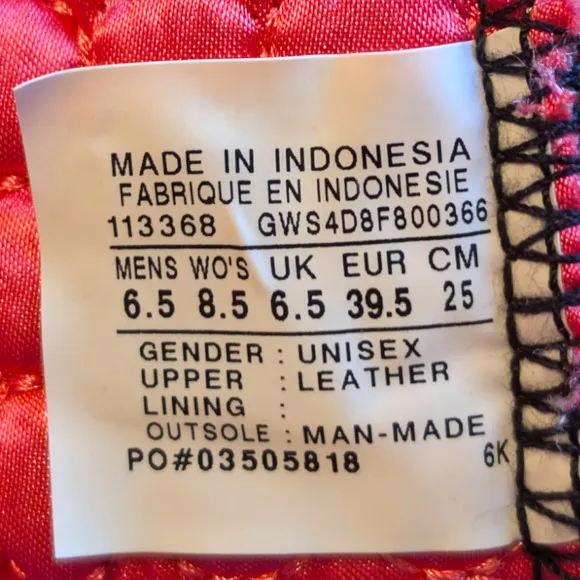 MADE IN INDONESIA
FABRIQUE EN INDONESIE
113368 GWS4D8F800366
MENS WO'S UK EUR CM
6.5 8.5 6.5 39.5 25
GENDER : UNISEX
UPPER : LEATHER
LINING :
OUTSOLE : MAN-MADE
PO#03505818 6K